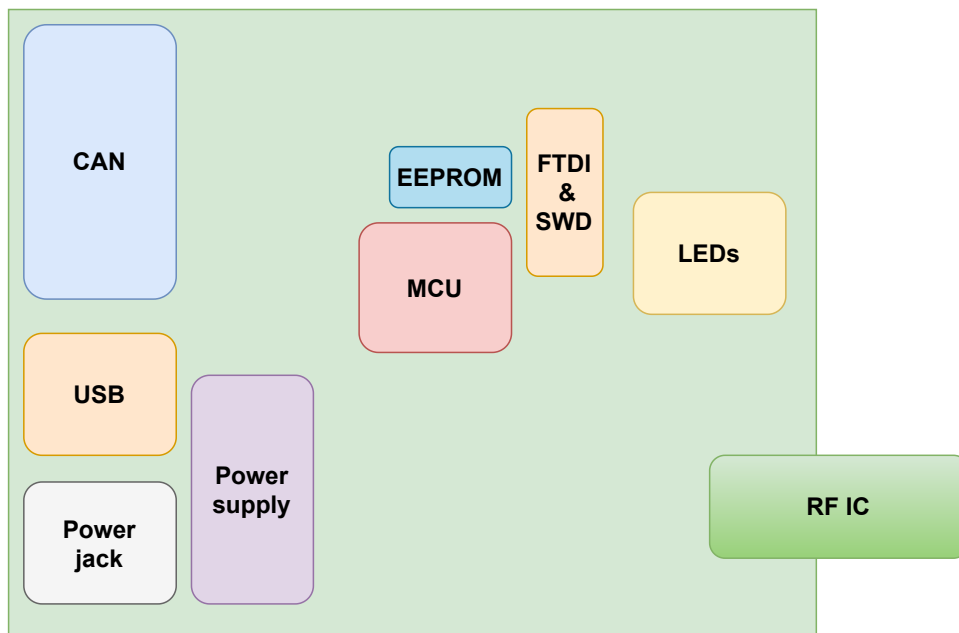 CAN
EEPROM
FTDI
&
SWD
LEDs
MCU
USB
Power
supply
Power
jack
RF IC